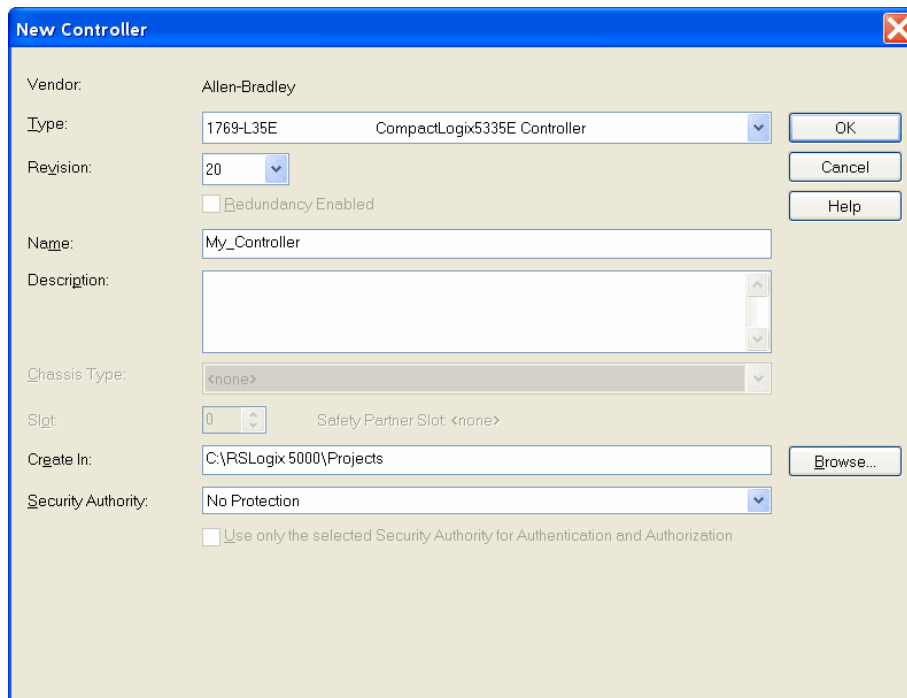 New Controller
Vendor: Allen-Bradley
Type: 1769-L35E CompactLogix5335E Controller OK
Revision: 20 Cancel
Redundancy Enabled Help
Name: My_Controller
Description:
Chassis Type: <none>
Slot: 0 Safety Partner Slot: <none>
Create In: C:\RSLogix 5000\Projects Browse...
Security Authority: No Protection
Use only the selected Security Authority for Authentication and Authorization